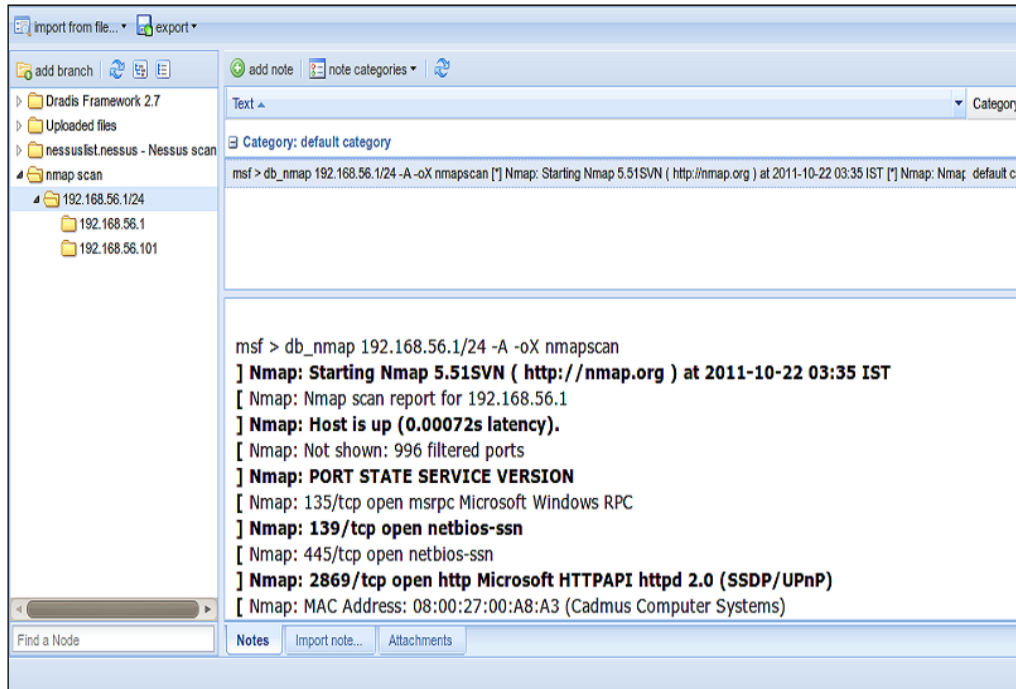 import from file... export
add branch
Dradis Framework 2.7
Uploaded files
nessuslist.nessus - Nessus scan
nmap scan
192.168.56.1/24
192.168.56.1
192.168.56.101
Find a Node
add note note categories
Text Category
Category: default category
msf > db_nmap 192.168.56.1/24 -A -oX nmapscan [*] Nmap: Starting Nmap 5.51SVN ( http://nmap.org ) at 2011-10-22 03:35 IST [*] Nmap: Nmap default c
msf > db_nmap 192.168.56.1/24 -A -oX nmapscan
] Nmap: Starting Nmap 5.51SVN ( http://nmap.org ) at 2011-10-22 03:35 IST
[ Nmap: Nmap scan report for 192.168.56.1
] Nmap: Host is up (0.00072s latency).
[ Nmap: Not shown: 996 filtered ports
] Nmap: PORT STATE SERVICE VERSION
[ Nmap: 135/tcp open msrpc Microsoft Windows RPC
] Nmap: 139/tcp open netbios-ssn
[ Nmap: 445/tcp open netbios-ssn
] Nmap: 2869/tcp open http Microsoft HTTPAPI httpd 2.0 (SSDP/UPnP)
[ Nmap: MAC Address: 08:00:27:00:A8:A3 (Cadmus Computer Systems)
Notes Import note... Attachments